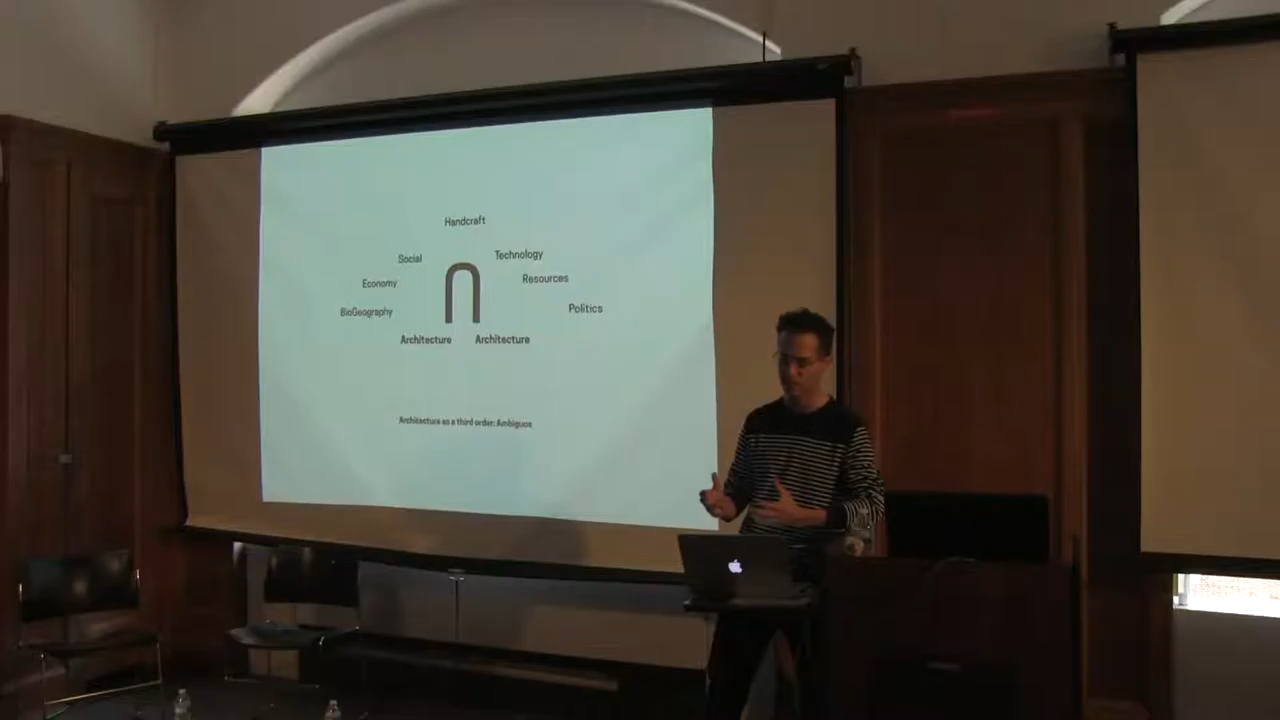 Handcraft
Social
Technology
Economy
Resources
BioGeography
Politics
Architecture
Architecture
Architecture as a third order: Ambiguos